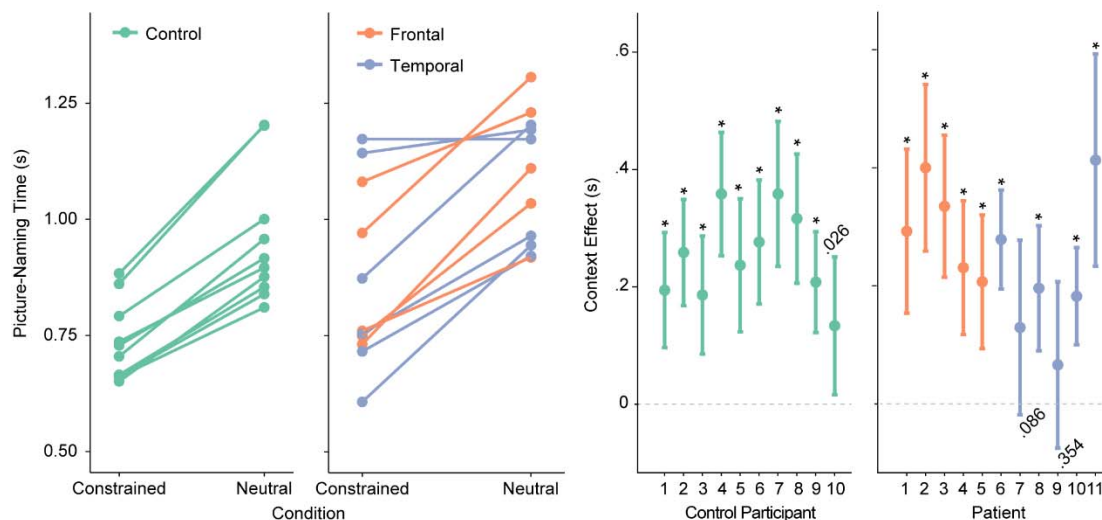 Control
Frontal
Temporal
Picture-Naming Time (s)
1.25
1.00
0.75
0.50
Constrained Neutral
Constrained Neutral
Condition
Context Effect (s)
.6
.4
.2
0
* * * * * * * * * .026
1 2 3 4 5 6 7 8 9 10
Control Participant
* * * * * * .086 * .354 * *
1 2 3 4 5 6 7 8 9 10 11
Patient